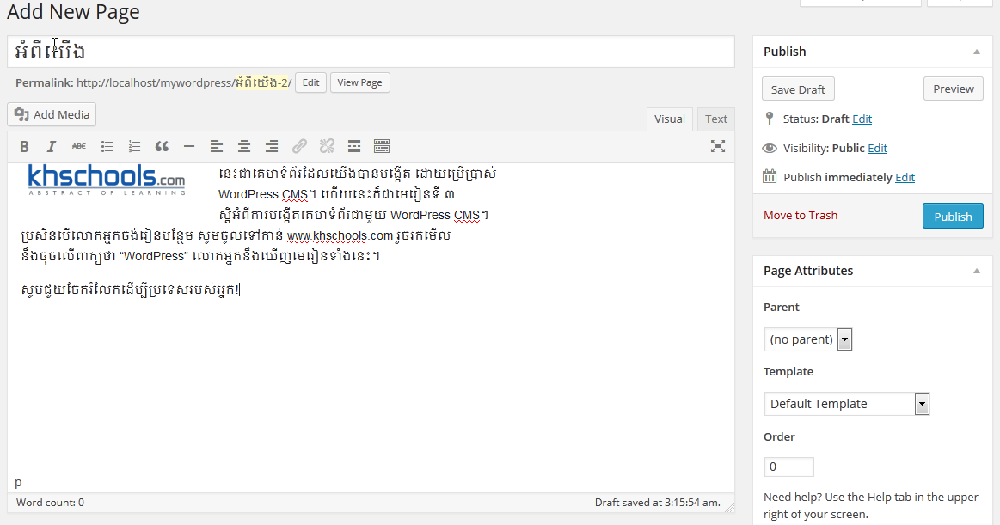 Add New Page
អំពីយើង
Permalink: http://localhost/mywordpress/អំពីយើង-2/ Edit View Page
Add Media
Visual Text
B I ABC
khschools.com
ABSTRACT OF LEARNING
នេះជាគេហទំព័រដែលយើងបានបង្កើត ដោយប្រើប្រាស់
WordPress CMS។ ហើយនេះក៏ជាមេរៀនទី ៣
ស្ដីអំពីការបង្កើតគេហទំព័រជាមួយ WordPress CMS។
ប្រសិនបើលោកអ្នកចង់រៀនបន្ថែម សូមចូលទៅកាន់ www.khschools.com រួចរកមើល
នឹងចុចលើពាក្យថា “WordPress” លោកអ្នកនឹងឃើញមេរៀនទាំងនេះ។
សូមជួយចែករំលែកដើម្បីប្រទេសរបស់អ្នក!
p
Word count: 0
Draft saved at 3:15:54 am.
Publish
Save Draft Preview
Status: Draft Edit
Visibility: Public Edit
Publish immediately Edit
Move to Trash Publish
Page Attributes
Parent
(no parent)
Template
Default Template
Order
0
Need help? Use the Help tab in the upper
right of your screen.